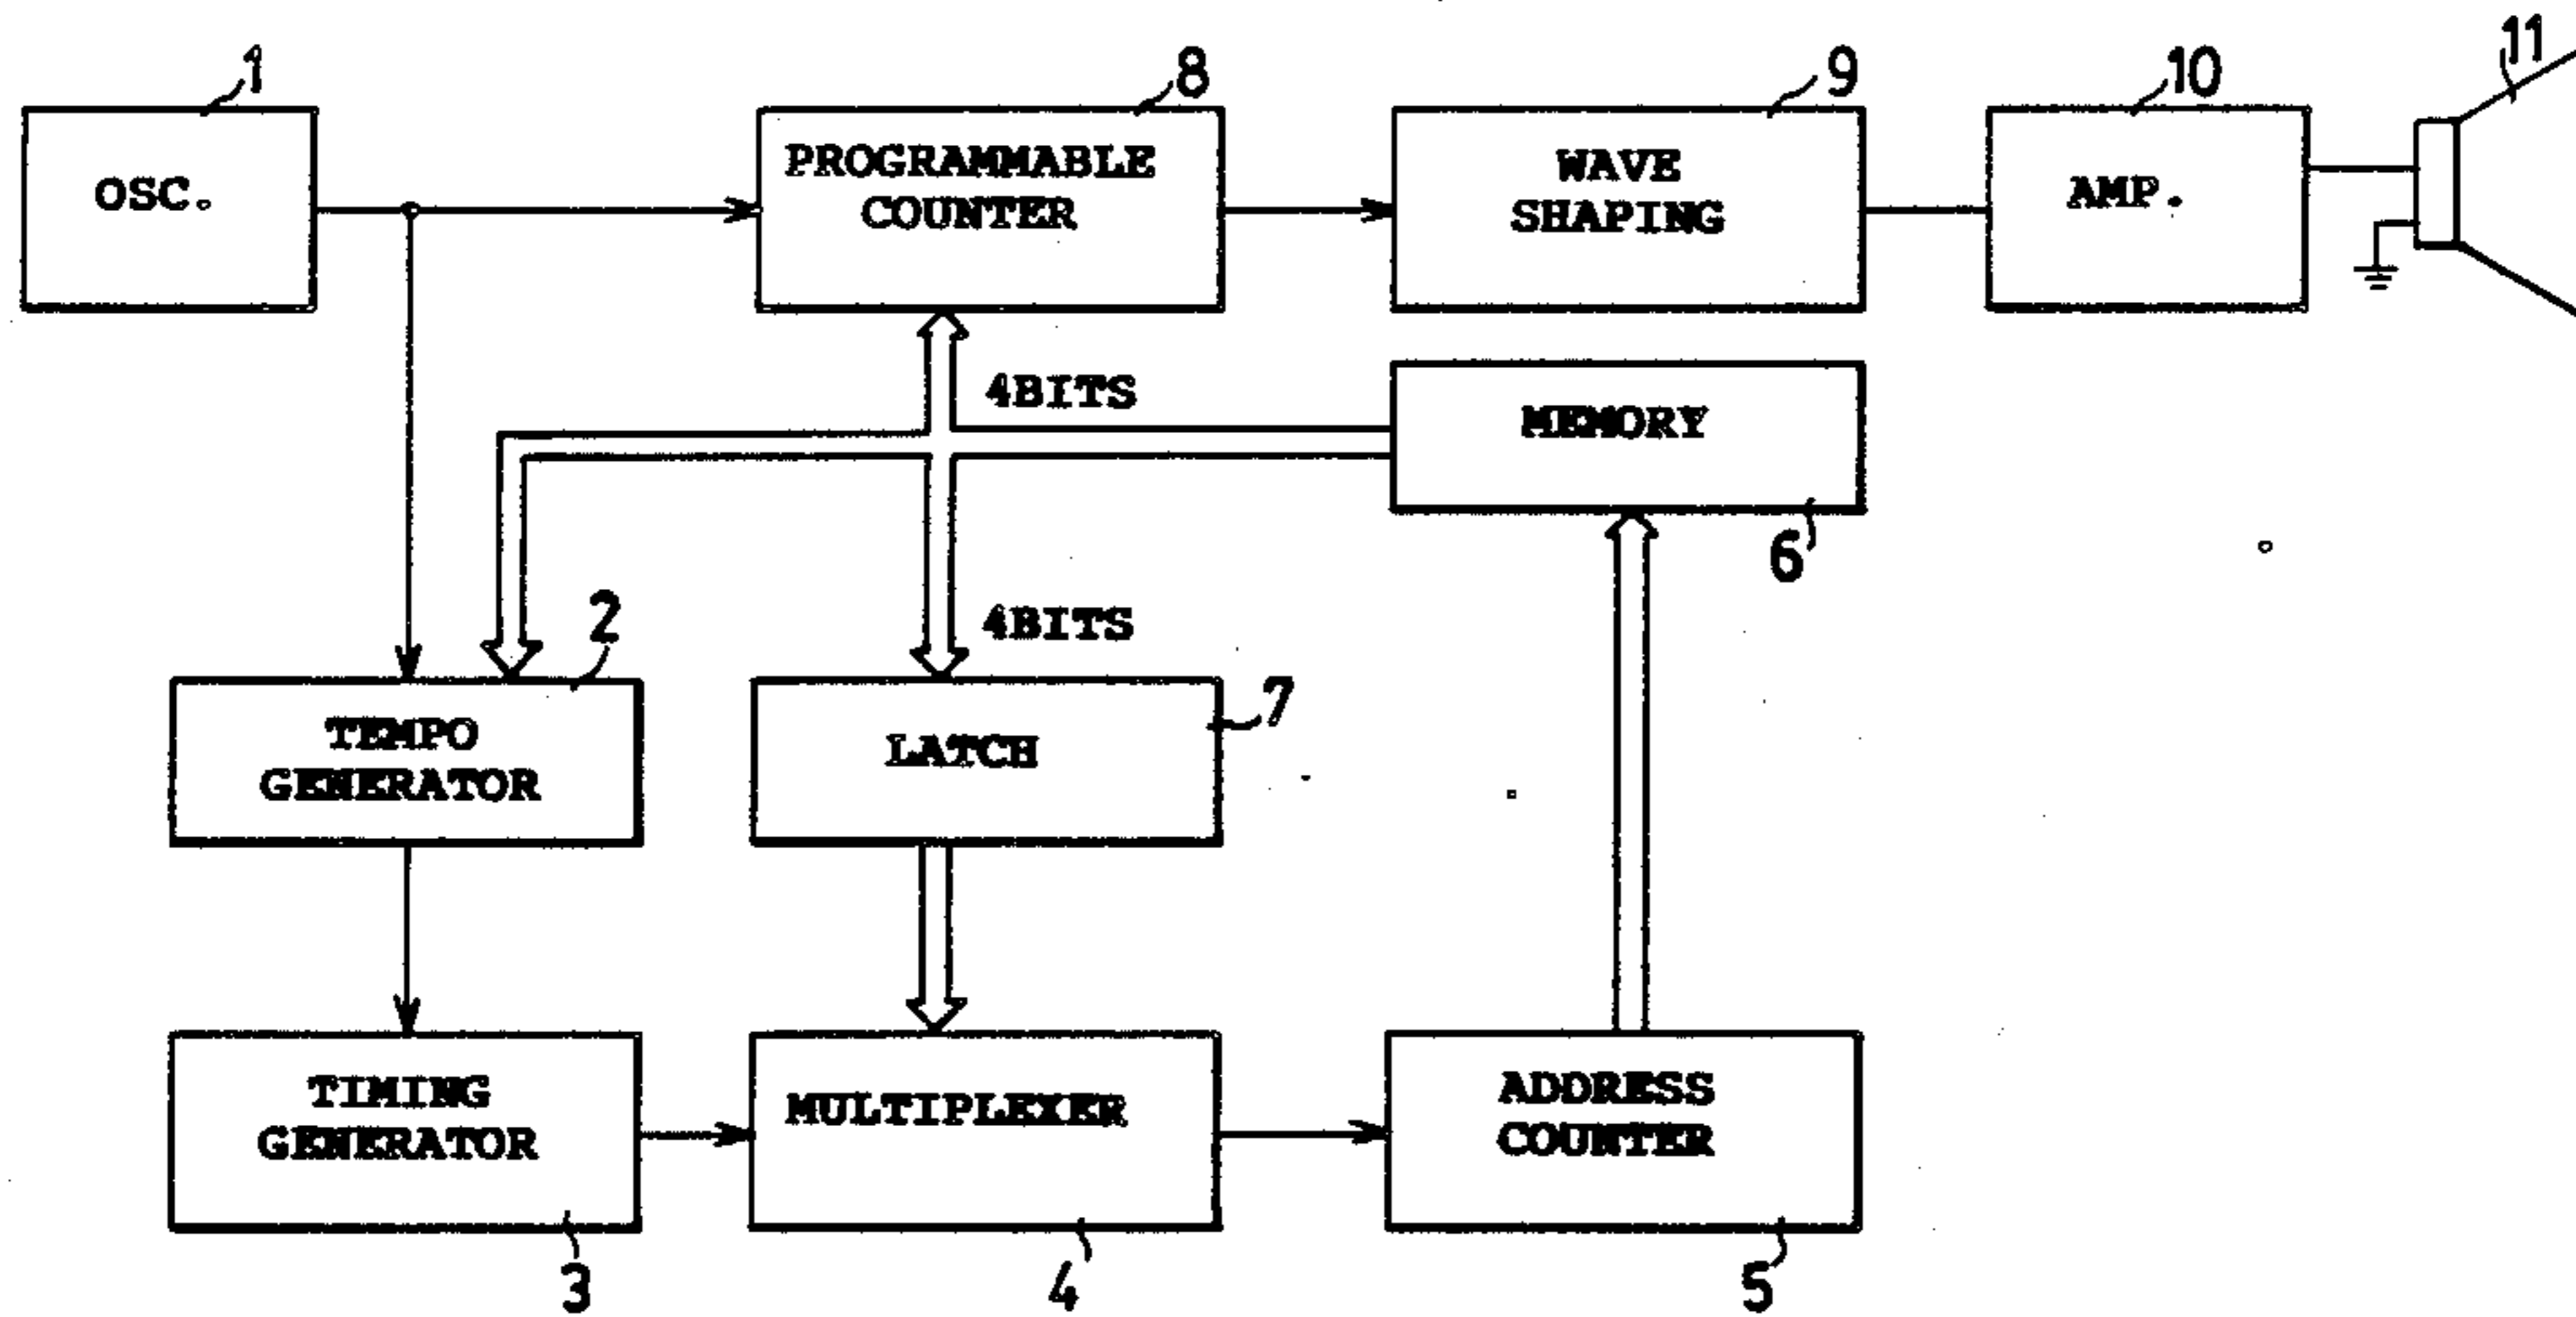 1
8
9
10
11
OSC.
PROGRAMMABLE
COUNTER
WAVE
SHAPING
AMP.
4BITS
MEMORY
6
2
4BITS
7
TEMPO
GENERATOR
LATCH
TIMING
GENERATOR
MULTIPLEXER
ADDRESS
COUNTER
3
4
5